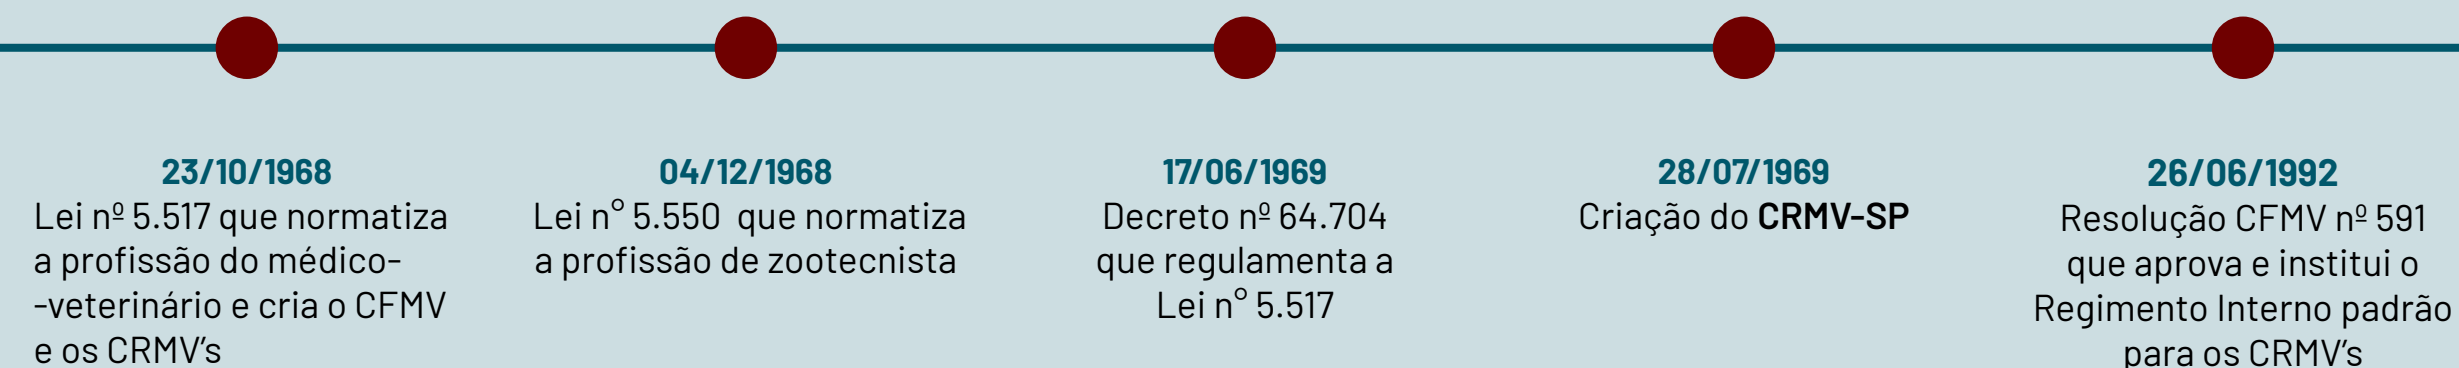 23/10/1968
Lei nº 5.517 que normatiza
a profissão do médico-
-veterinário e cria o CFMV
e os CRMV’s
04/12/1968
Lei n° 5.550 que normatiza
a profissão de zootecnista
17/06/1969
Decreto nº 64.704
que regulamenta a
Lei n° 5.517
28/07/1969
Criação do CRMV-SP
26/06/1992
Resolução CFMV nº 591
que aprova e institui o
Regimento Interno padrão
para os CRMV’s